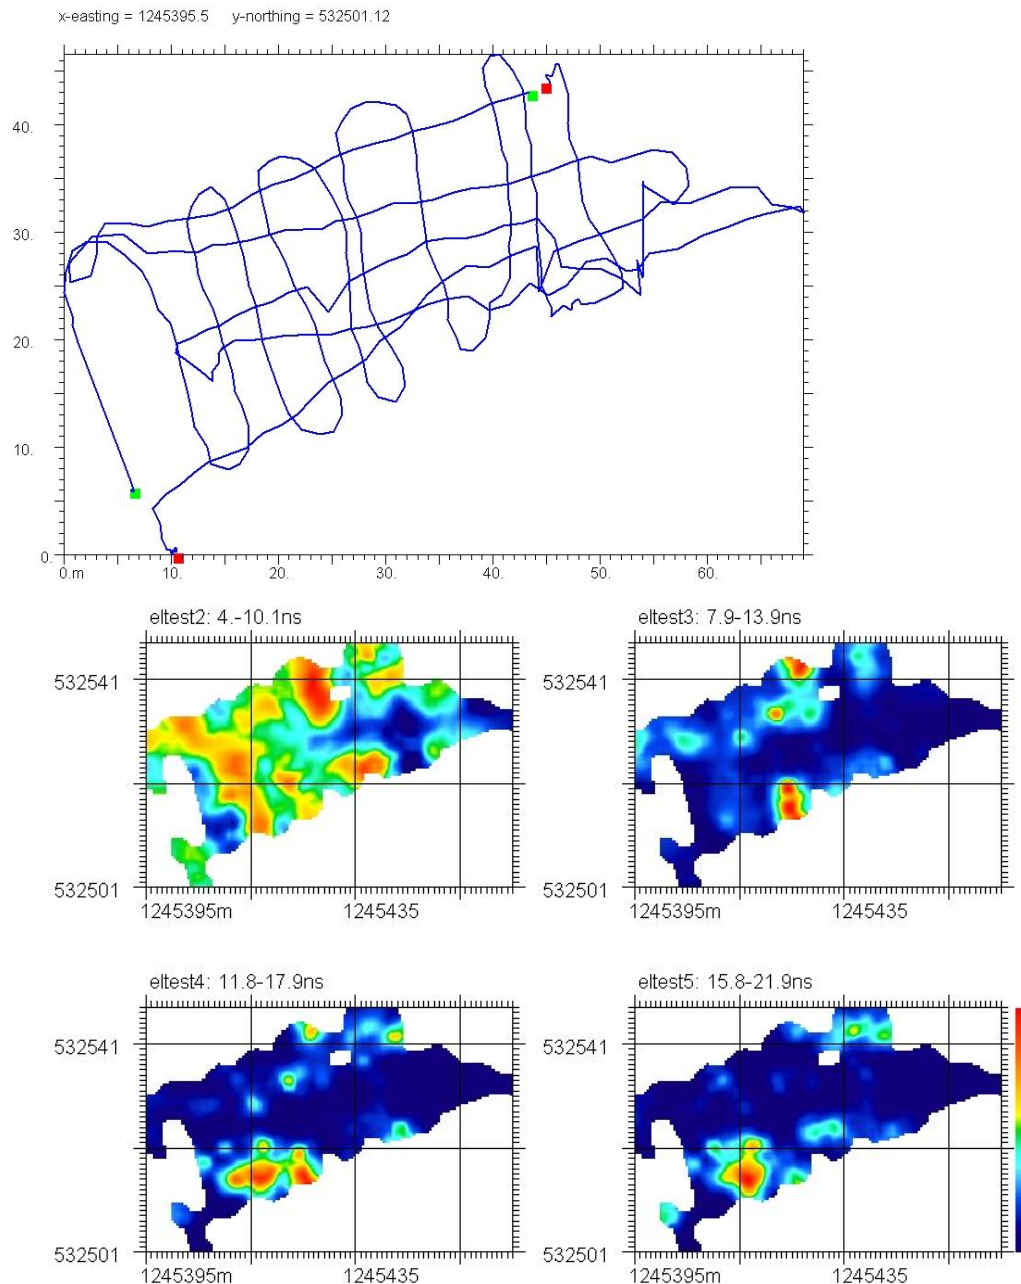 x-easting = 1245395.5 y-northing = 532501.12
40.
30.
20.
10.
0.
0.m 10. 20. 30. 40. 50. 60.
eltest2: 4.-10.1ns eltest3: 7.9-13.9ns
532541 532541
532501 532501
1245395m 1245435 1245395m 1245435
eltest4: 11.8-17.9ns eltest5: 15.8-21.9ns
532541 532541
532501 532501
1245395m 1245435 1245395m 1245435